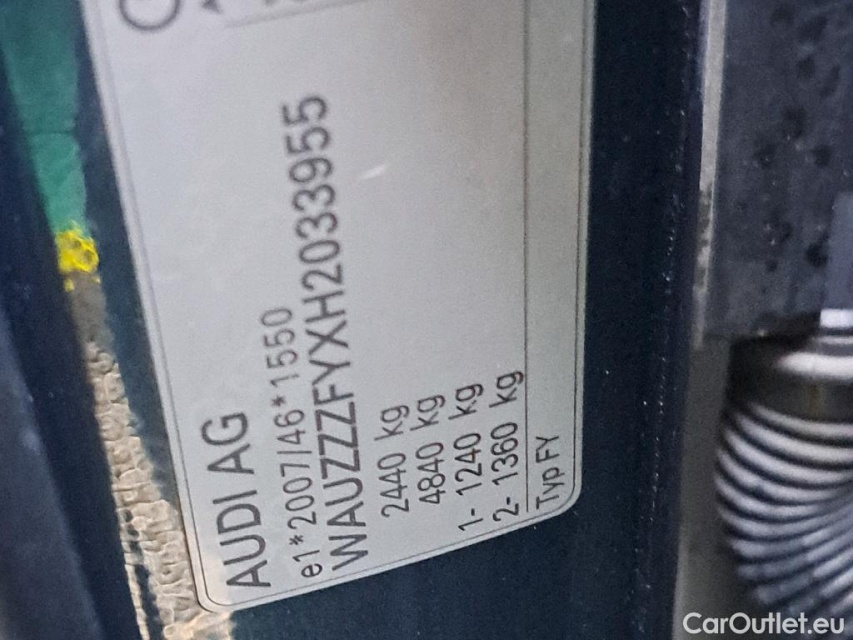 AUDI AG
e1*2007/46*1550
WAUZZZFYXH2033955
2440 kg
4840 kg
1- 1240 kg
2- 1360 kg
Typ FY
CarOutlet.eu